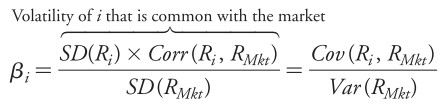 Volatility of i that is common with the market
β_i = SD(R_i) × Corr(R_i, R_Mkt) / SD(R_Mkt) = Cov(R_i, R_Mkt) / Var(R_Mkt)